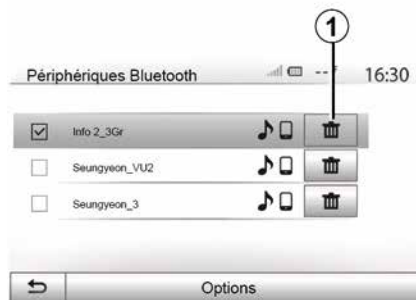 1
Périphériques Bluetooth -- ° 16:30
Info 2_3Gr
Seungyeon_VU2
Seungyeon_3
Options